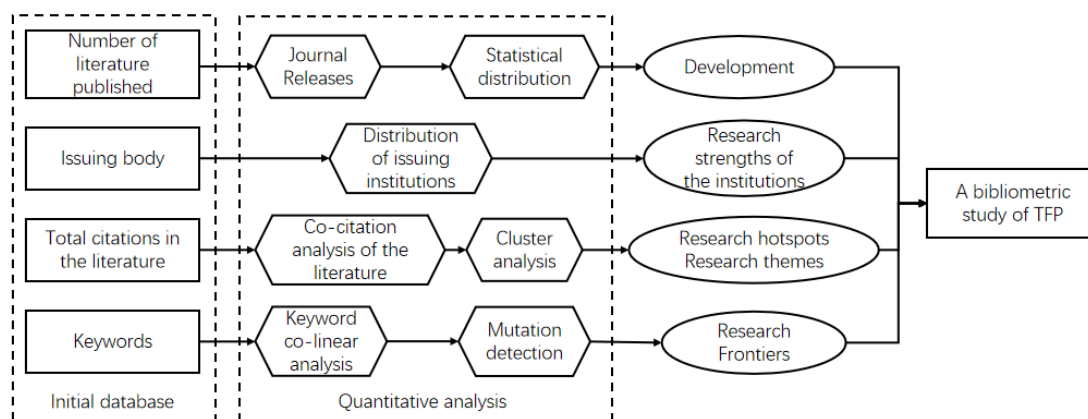 Number of
literature
published
Journal
Releases
Statistical
distribution
Development
Issuing body
Distribution
of issuing
institutions
Research
strengths of
the institutions
A bibliometric
study of TFP
Total citations in
the literature
Co-citation
analysis of the
literature
Cluster
analysis
Research hotspots
Research themes
Keywords
Keyword
co-linear
analysis
Mutation
detection
Research
Frontiers
Initial database
Quantitative analysis